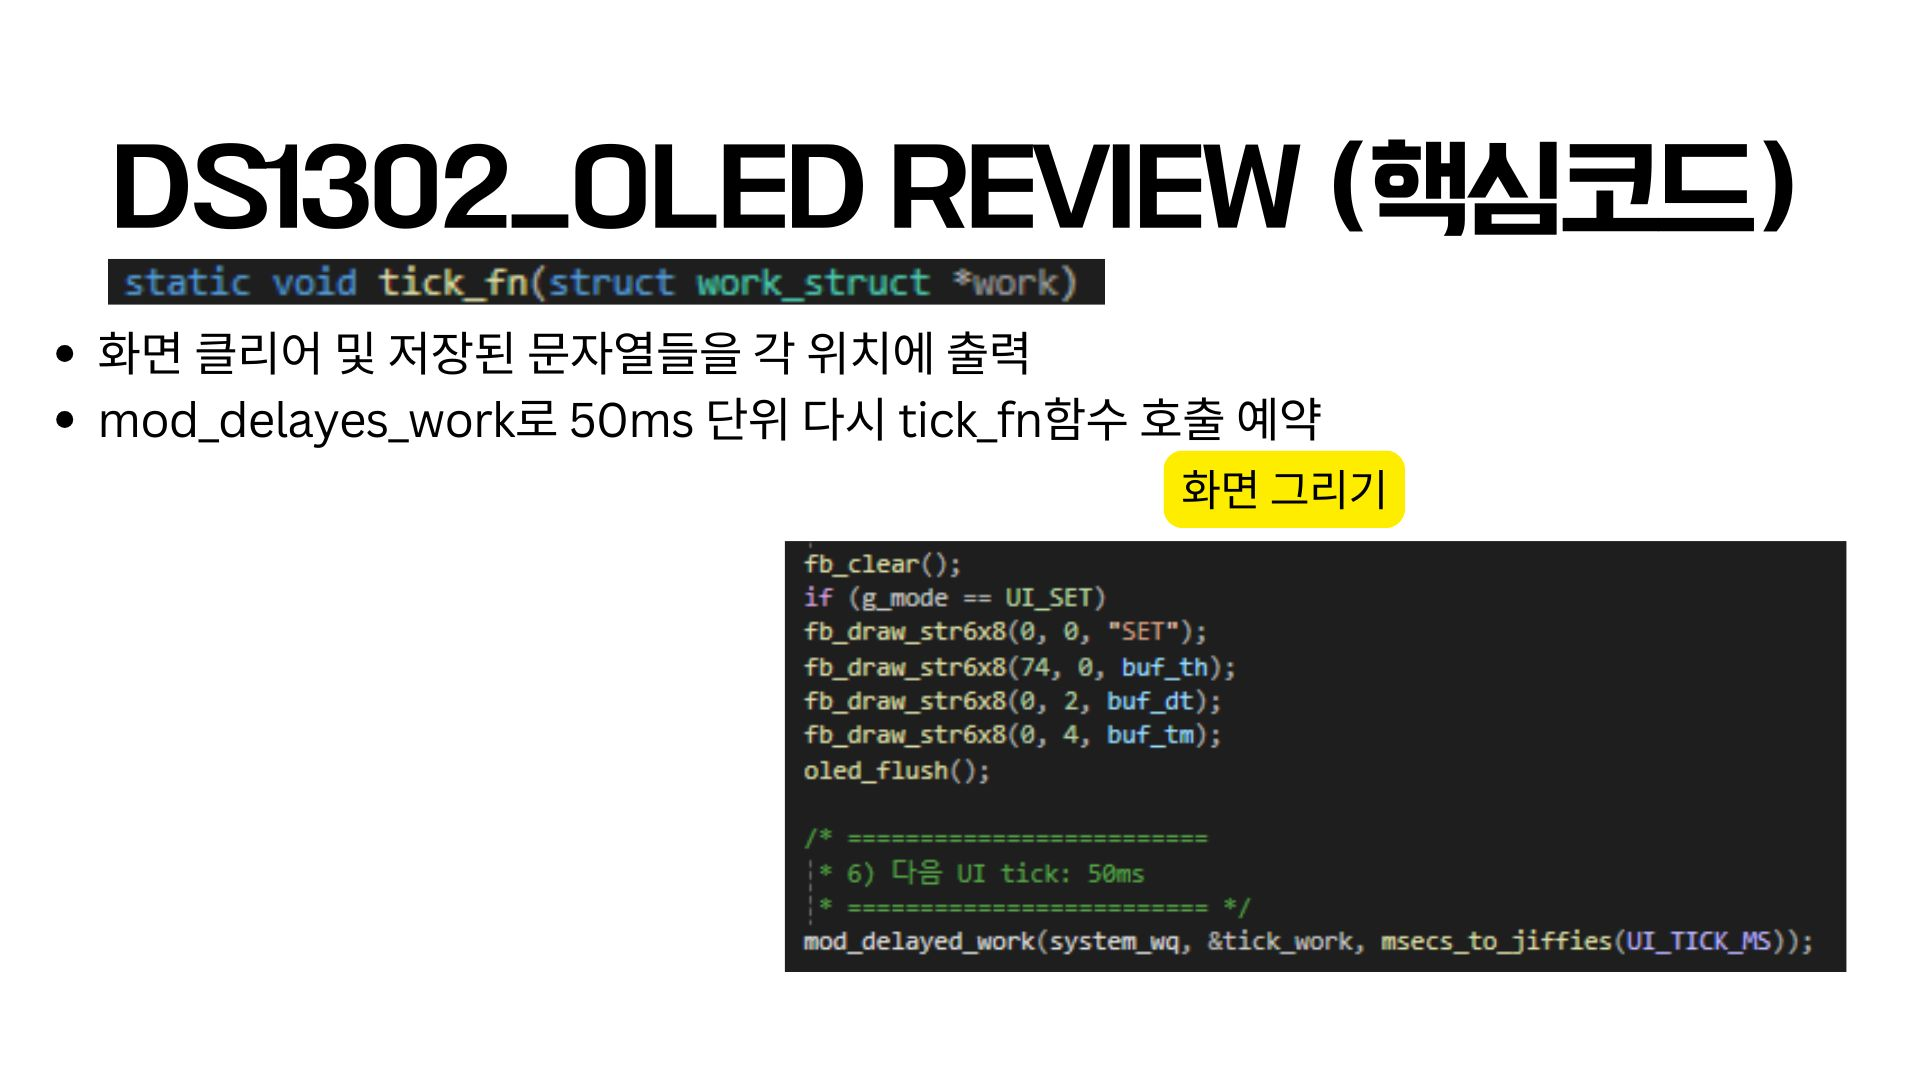 DS1302_OLED REVIEW (핵심코드)
static void tick_fn(struct work_struct *work)
• 화면 클리어 및 저장된 문자열들을 각 위치에 출력
• mod_delayes_work로 50ms 단위 다시 tick_fn함수 호출 예약
화면 그리기
fb_clear();
if (g_mode == UI_SET)
fb_draw_str6x8(0, 0, "SET");
fb_draw_str6x8(74, 0, buf_th);
fb_draw_str6x8(0, 2, buf_dt);
fb_draw_str6x8(0, 4, buf_tm);
oled_flush();
/* =========================
* 6) 다음 UI tick: 50ms
* ========================= */
mod_delayed_work(system_wq, &tick_work, msecs_to_jiffies(UI_TICK_MS));